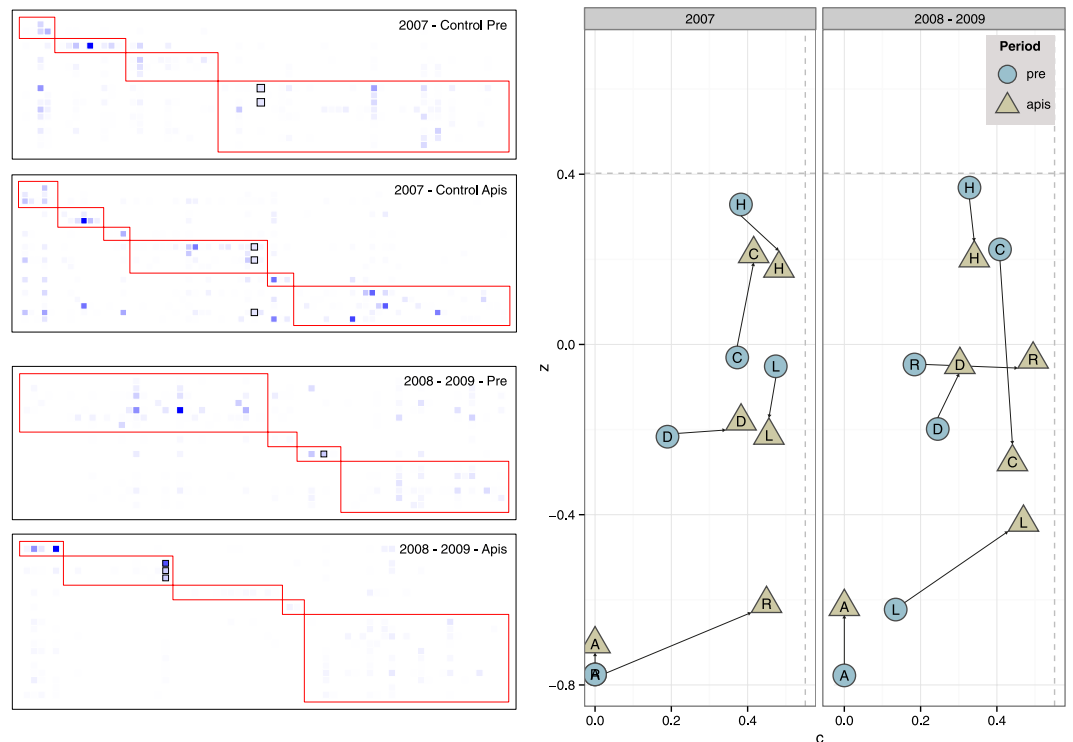 2007 - Control Pre
2007 - Control Apis
2008 - 2009 - Pre
2008 - 2009 - Apis
2007
2008 - 2009
Period
pre
apis
z
0.4
0.0
−0.4
−0.8
H
C
H
C
L
D
D
L
R
A
R
A
H
C
H
R
D
R
D
C
L
A
L
A
0.0
0.2
0.4
0.0
0.2
0.4
c